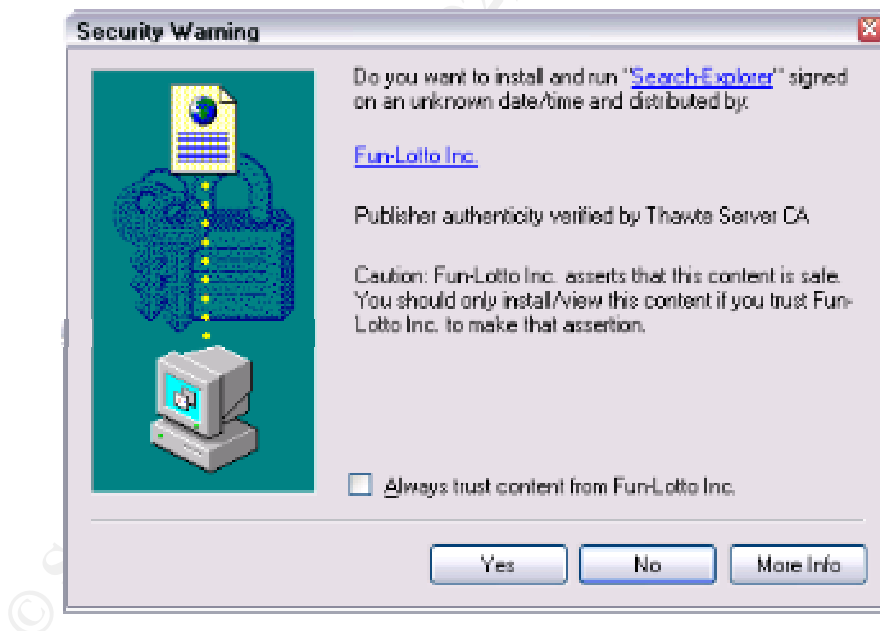 Security Warning
Do you want to install and run "Search-Explorer" signed
on an unknown date/time and distributed by:
Fun-Lotto Inc.
Publisher authenticity verified by Thawte Server CA
Caution: Fun-Lotto Inc. asserts that this content is safe.
You should only install/view this content if you trust Fun-
Lotto Inc. to make that assertion.
Always trust content from Fun-Lotto Inc.
Yes
No
More Info